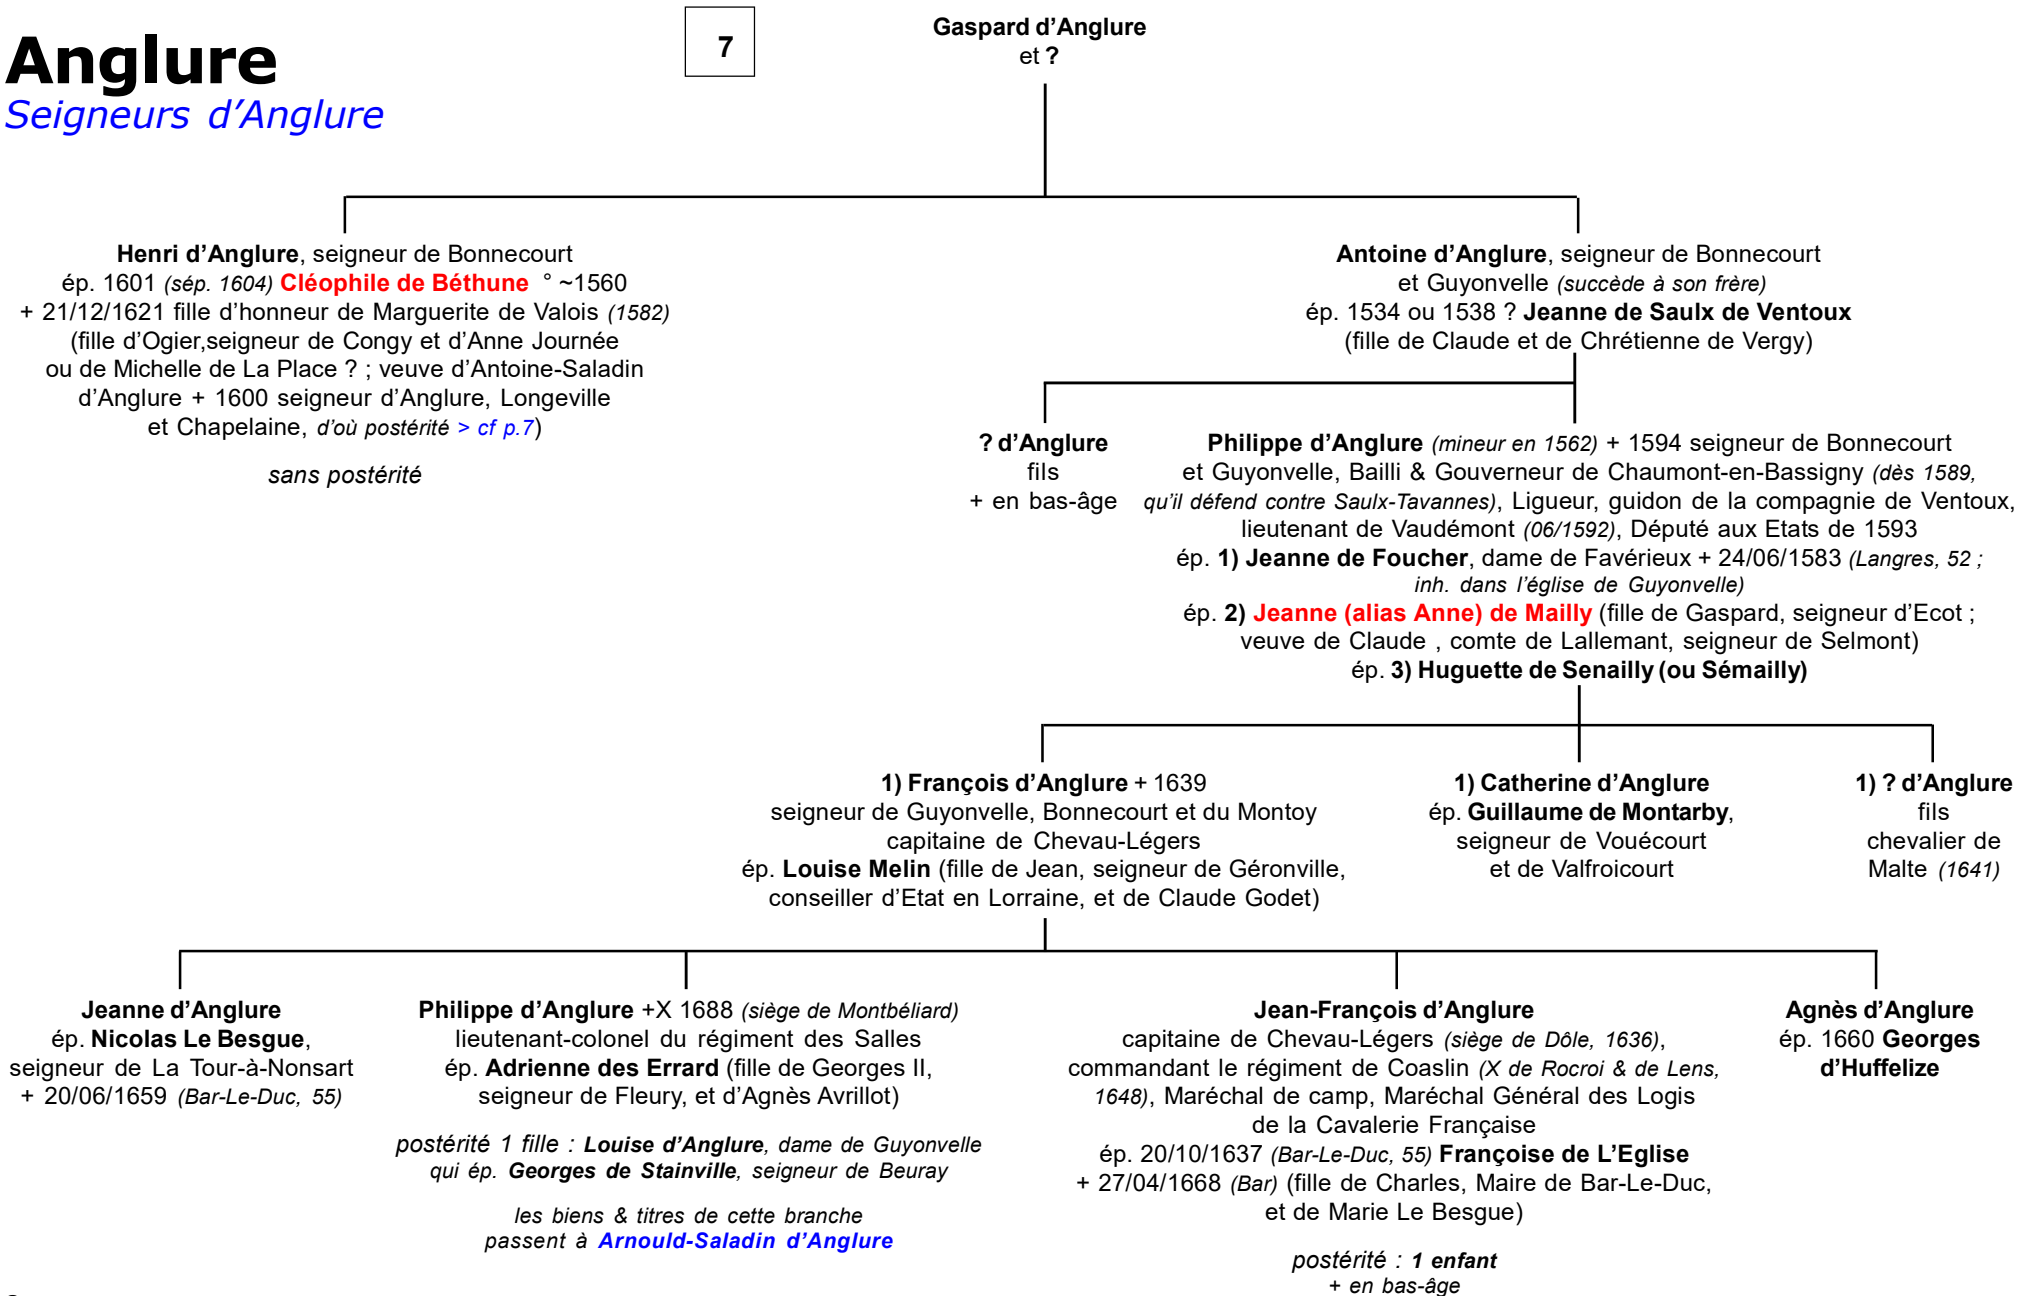 Anglure
Seigneurs d’Anglure
7
Gaspard d’Anglure
et ?
Henri d’Anglure, seigneur de Bonnecourt
ép. 1601 (sép. 1604) Cléophile de Béthune ° ~1560
+ 21/12/1621 fille d’honneur de Marguerite de Valois (1582)
(fille d’Ogier,seigneur de Congy et d’Anne Journée
ou de Michelle de La Place ? ; veuve d’Antoine-Saladin
d’Anglure + 1600 seigneur d’Anglure, Longeville
et Chapelaine, d’où postérité > cf p.7)
sans postérité
Antoine d’Anglure, seigneur de Bonnecourt
et Guyonvelle (succède à son frère)
ép. 1534 ou 1538 ? Jeanne de Saulx de Ventoux
(fille de Claude et de Chrétienne de Vergy)
? d’Anglure
fils
+ en bas-âge
Philippe d’Anglure (mineur en 1562) + 1594 seigneur de Bonnecourt
et Guyonvelle, Bailli & Gouverneur de Chaumont-en-Bassigny (dès 1589,
qu’il défend contre Saulx-Tavannes), Ligueur, guidon de la compagnie de Ventoux,
lieutenant de Vaudémont (06/1592), Député aux Etats de 1593
ép. 1) Jeanne de Foucher, dame de Favérieux + 24/06/1583 (Langres, 52 ;
inh. dans l’église de Guyonvelle)
ép. 2) Jeanne (alias Anne) de Mailly (fille de Gaspard, seigneur d’Ecot ;
veuve de Claude , comte de Lallemant, seigneur de Selmont)
ép. 3) Huguette de Senailly (ou Sémailly)
1) François d’Anglure + 1639
seigneur de Guyonvelle, Bonnecourt et du Montoy
capitaine de Chevau-Légers
ép. Louise Melin (fille de Jean, seigneur de Géronville,
conseiller d’Etat en Lorraine, et de Claude Godet)
1) Catherine d’Anglure
ép. Guillaume de Montarby,
seigneur de Vouécourt
et de Valfroicourt
1) ? d’Anglure
fils
chevalier de
Malte (1641)
Jeanne d’Anglure
ép. Nicolas Le Besgue,
seigneur de La Tour-à-Nonsart
+ 20/06/1659 (Bar-Le-Duc, 55)
Philippe d’Anglure +X 1688 (siège de Montbéliard)
lieutenant-colonel du régiment des Salles
ép. Adrienne des Errard (fille de Georges II,
seigneur de Fleury, et d’Agnès Avrillot)
postérité 1 fille : Louise d’Anglure, dame de Guyonvelle
qui ép. Georges de Stainville, seigneur de Beuray
les biens & titres de cette branche
passent à Arnould-Saladin d’Anglure
Jean-François d’Anglure
capitaine de Chevau-Légers (siège de Dôle, 1636),
commandant le régiment de Coaslin (X de Rocroi & de Lens,
1648), Maréchal de camp, Maréchal Général des Logis
de la Cavalerie Française
ép. 20/10/1637 (Bar-Le-Duc, 55) Françoise de L’Eglise
+ 27/04/1668 (Bar) (fille de Charles, Maire de Bar-Le-Duc,
et de Marie Le Besgue)
postérité : 1 enfant
+ en bas-âge
Agnès d’Anglure
ép. 1660 Georges
d’Huffelize